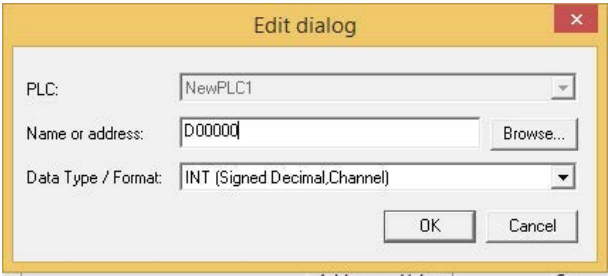 Edit dialog
PLC:
NewPLC1
Name or address:
D00000
Browse...
Data Type / Format:
INT (Signed Decimal,Channel)
OK
Cancel